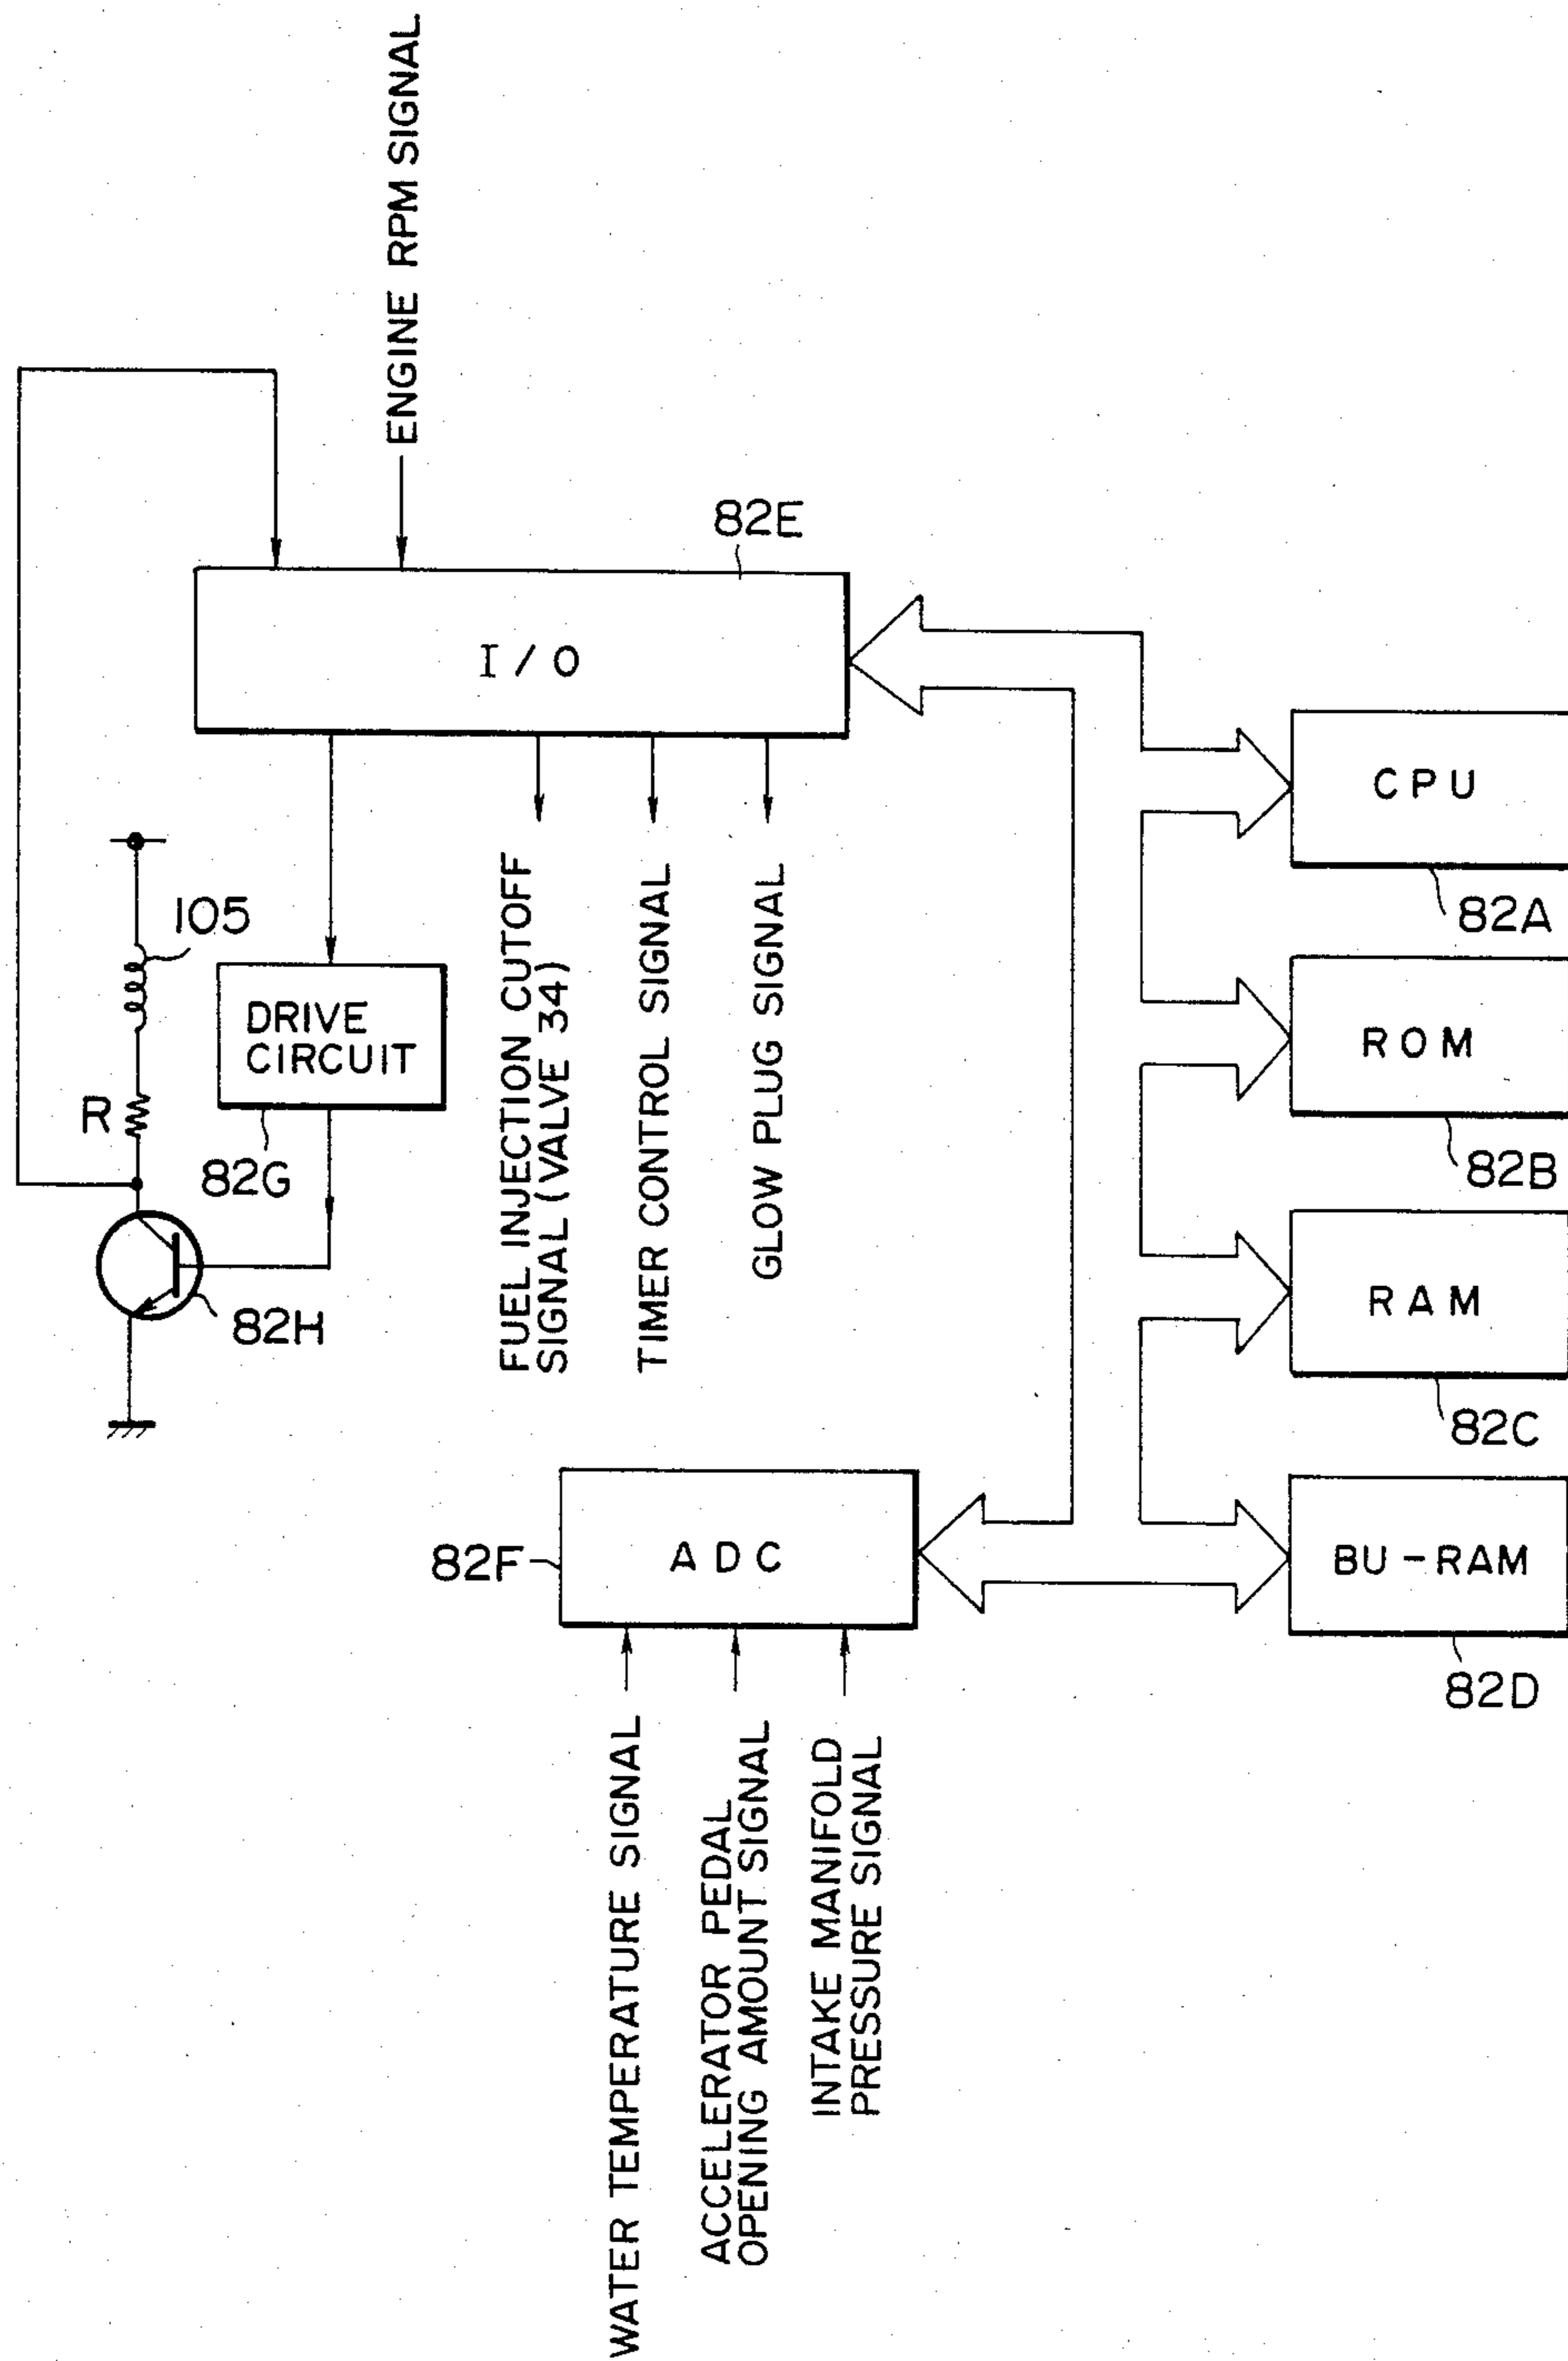 ENGINE RPM SIGNAL
82E
I/O
105
R
DRIVE
CIRCUIT
82G
82H
FUEL INJECTION CUTOFF
SIGNAL (VALVE 34)
TIMER CONTROL SIGNAL
GLOW PLUG SIGNAL
CPU
82A
ROM
82B
RAM
82C
BU-RAM
82D
ADC
82F
WATER TEMPERATURE SIGNAL
ACCELERATOR PEDAL
OPENING AMOUNT SIGNAL
INTAKE MANIFOLD
PRESSURE SIGNAL